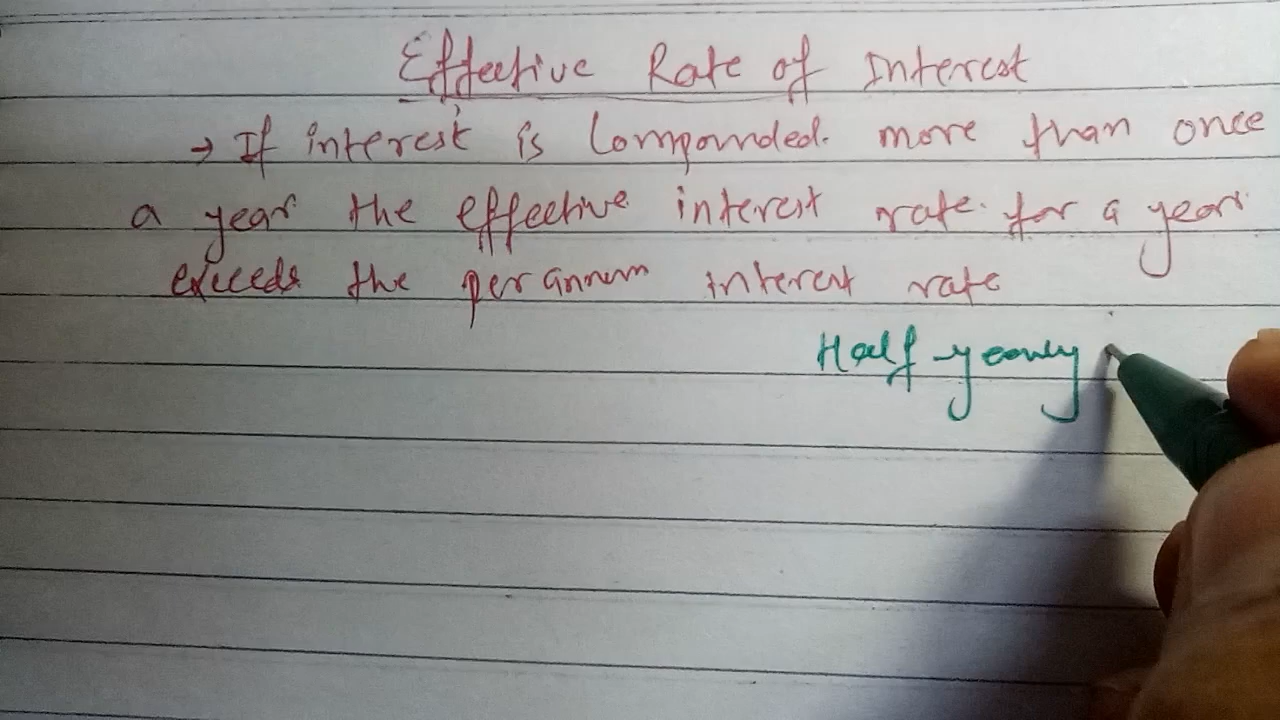 Effective Rate of Interest
→ If interest is Compounded. more than once
a year the effective interest rate. for a year
exceeds the per annum interest rate
Half yearly